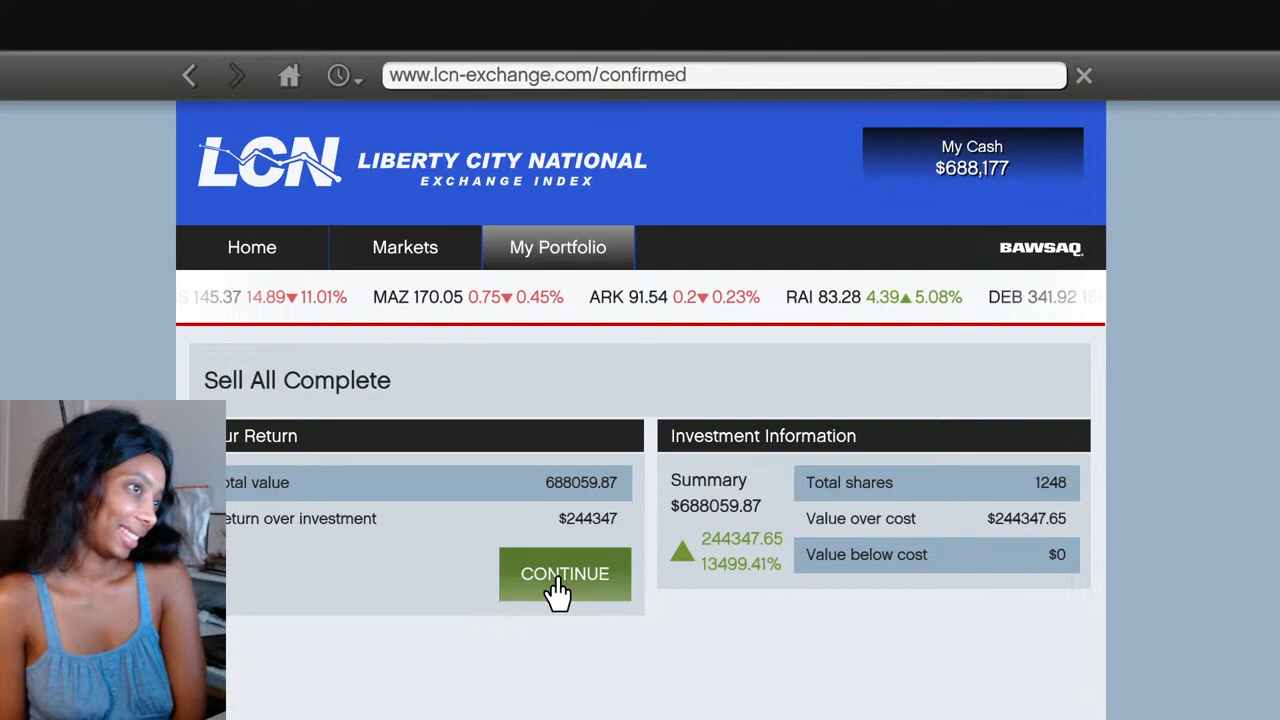 www.lcn-exchange.com/confirmed
LCN
LIBERTY CITY NATIONAL
EXCHANGE INDEX
My Cash
$688,177
Home
Markets
My Portfolio
BAWSAQ
145.37 14.89▼11.01% MAZ 170.05 0.75▼0.45% ARK 91.54 0.2▼0.23% RAI 83.28 4.39▲5.08% DEB 341.92
Sell All Complete
ur Return
otal value 688059.87
eturn over investment $244347
CONTINUE
Investment Information
Summary
$688059.87
244347.65
13499.41%
Total shares 1248
Value over cost $244347.65
Value below cost $0